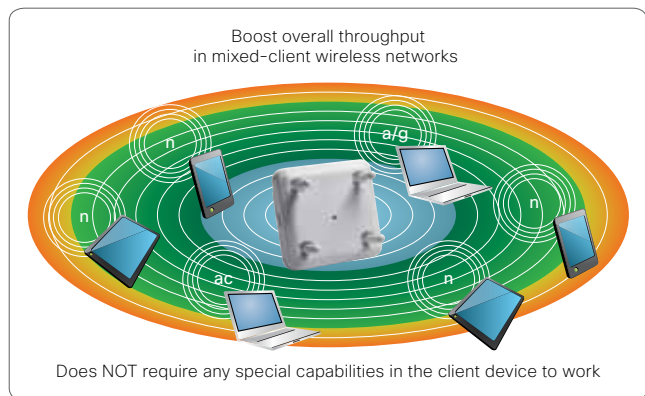 Boost overall throughput
in mixed-client wireless networks
n
a/g
n
n
ac
n
Does NOT require any special capabilities in the client device to work